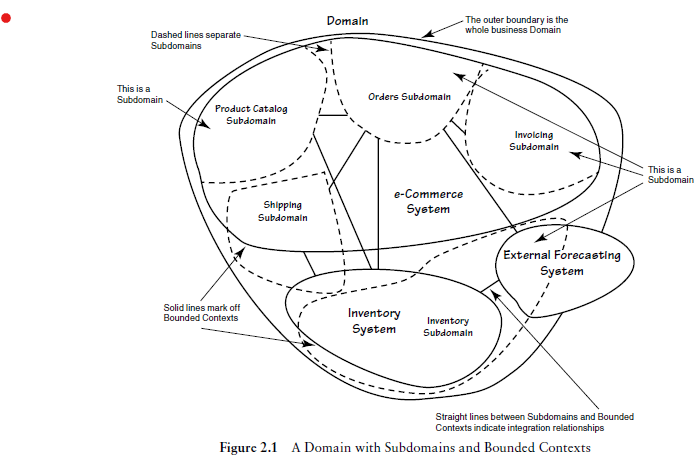 Domain
Dashed lines separate
Subdomains
The outer boundary is the
whole business Domain
This is a
Subdomain
Product Catalog
Subdomain
Orders Subdomain
Invoicing
Subdomain
This is a
Subdomain
e-Commerce
System
Shipping
Subdomain
External Forecasting
System
Solid lines mark off
Bounded Contexts
Inventory
System
Inventory
Subdomain
Straight lines between Subdomains and Bounded
Contexts indicate integration relationships
Figure 2.1 A Domain with Subdomains and Bounded Contexts